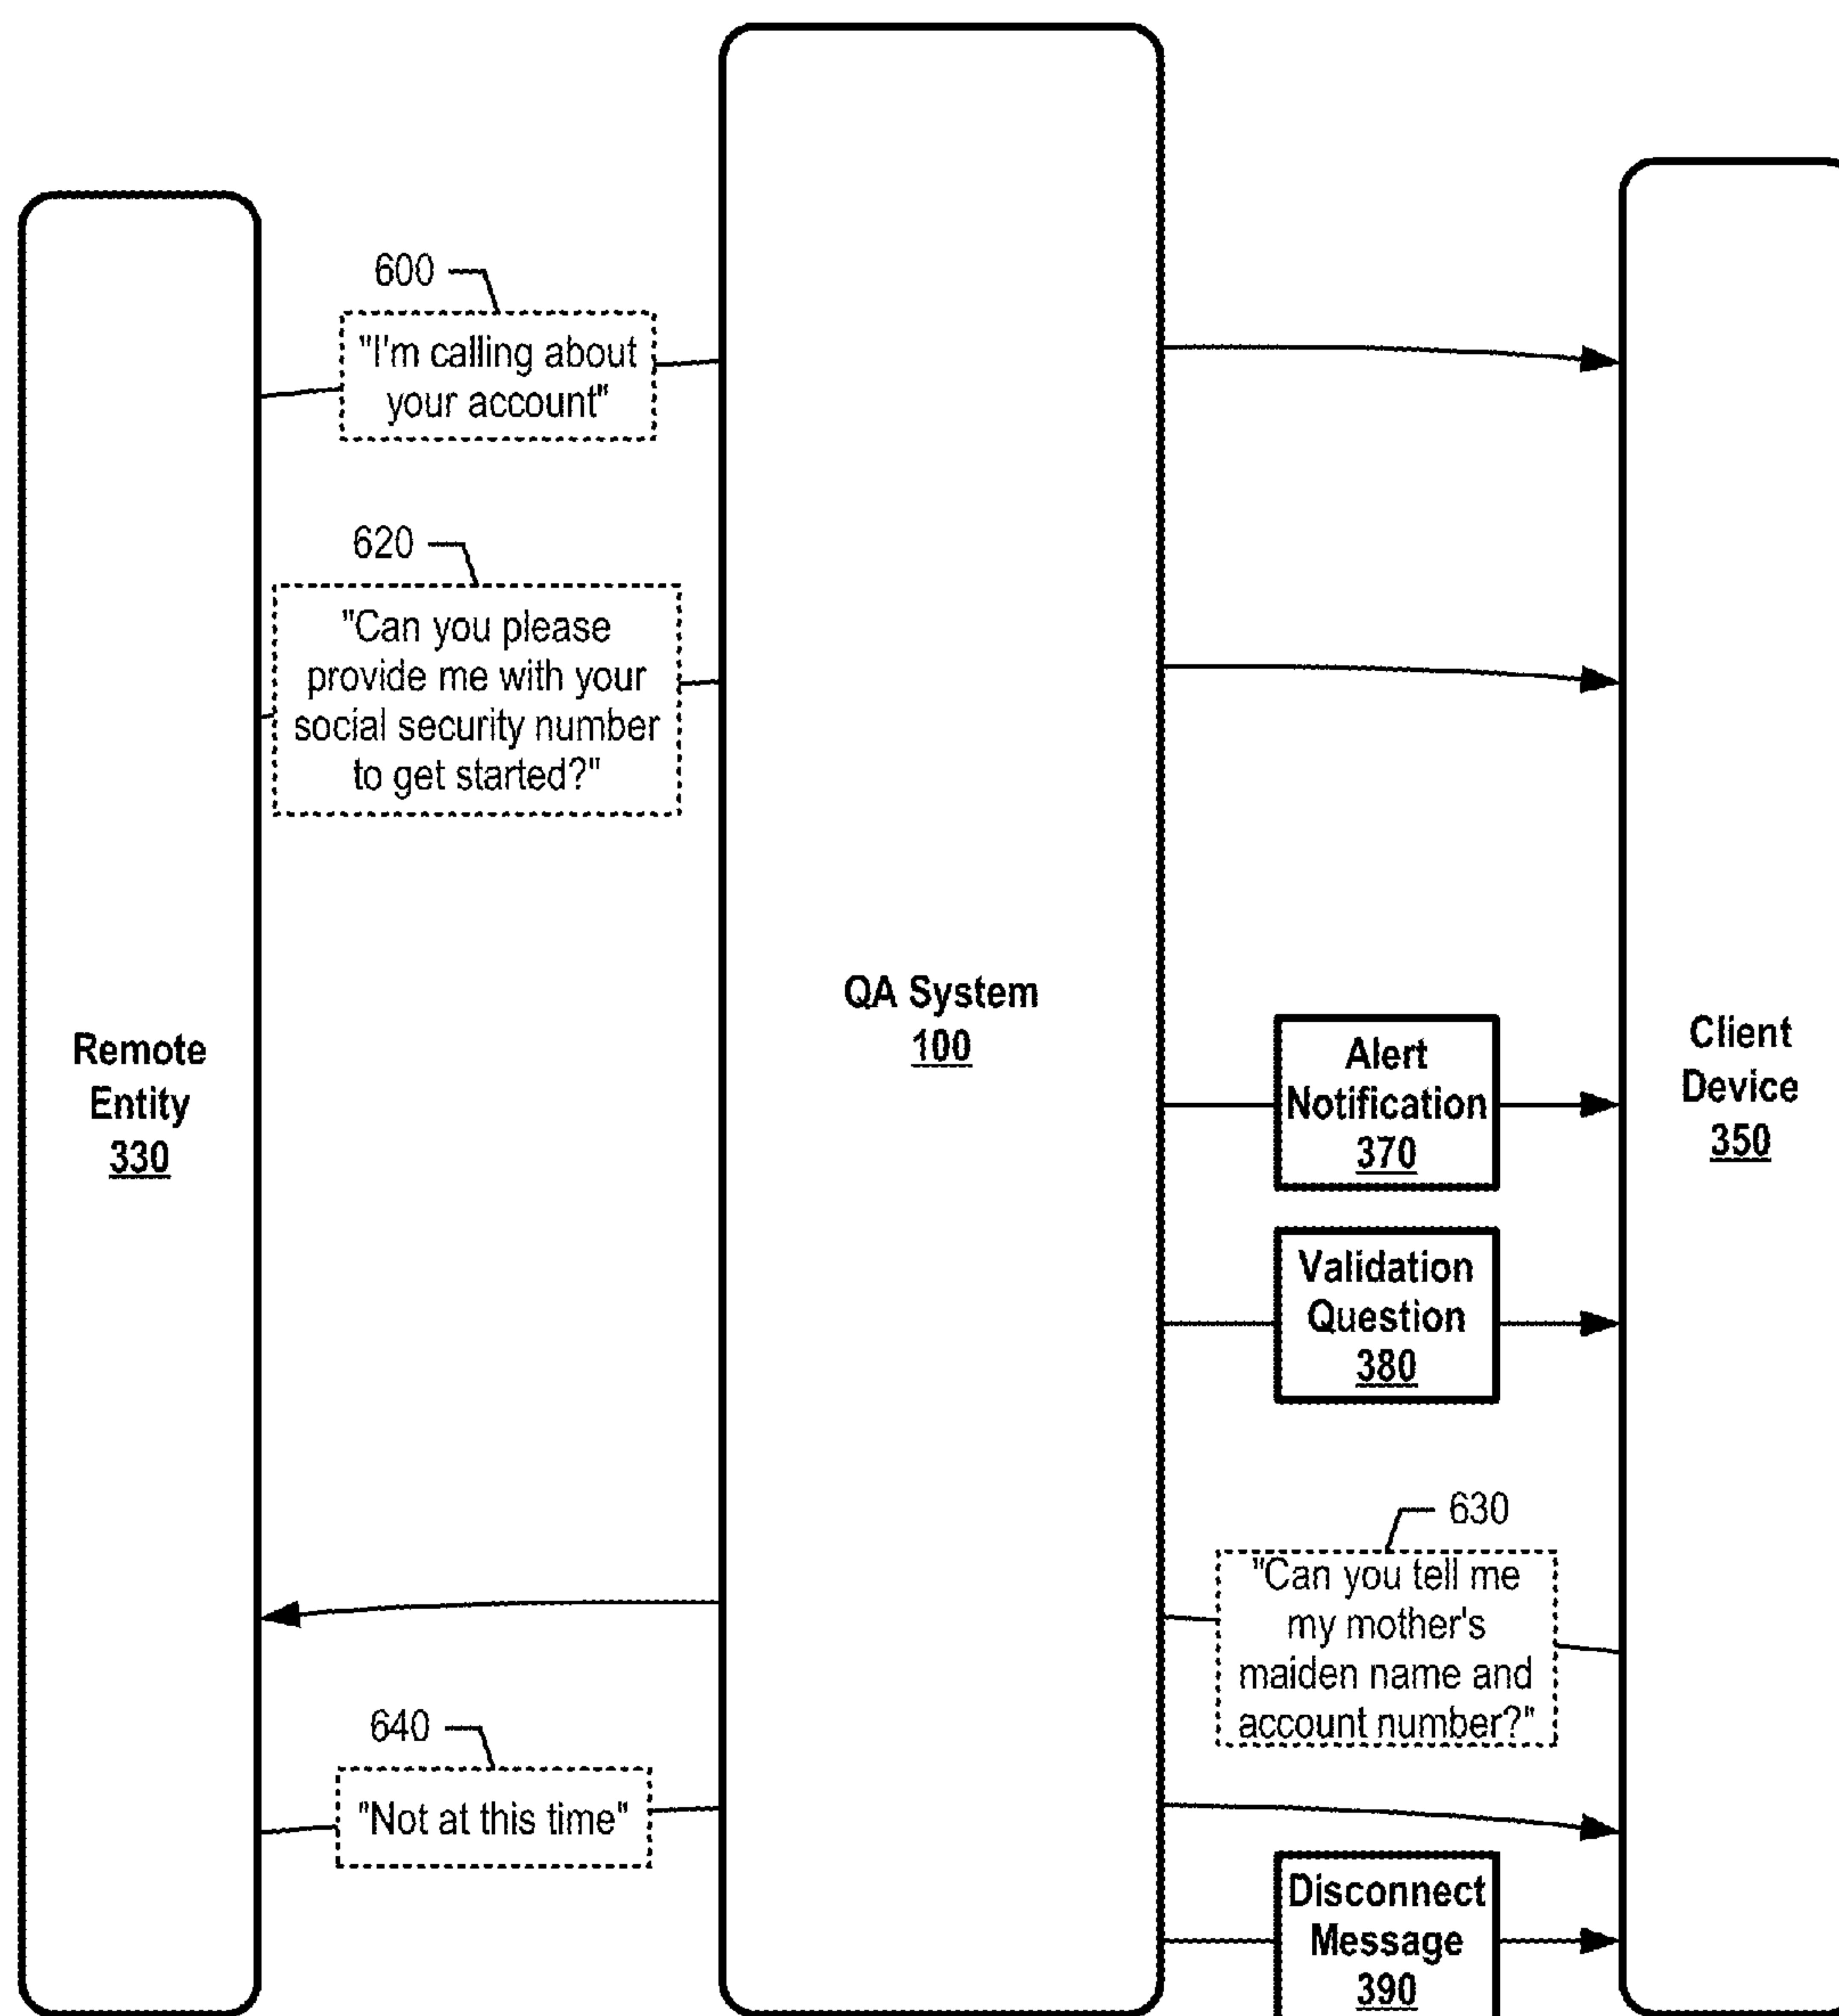 600
"I'm calling about
your account"
620
"Can you please
provide me with your
social security number
to get started?"
Remote
Entity
330
QA System
100
Alert
Notification
370
Client
Device
350
Validation
Question
380
630
"Can you tell me
my mother's
maiden name and
account number?"
640
"Not at this time"
Disconnect
Message
390